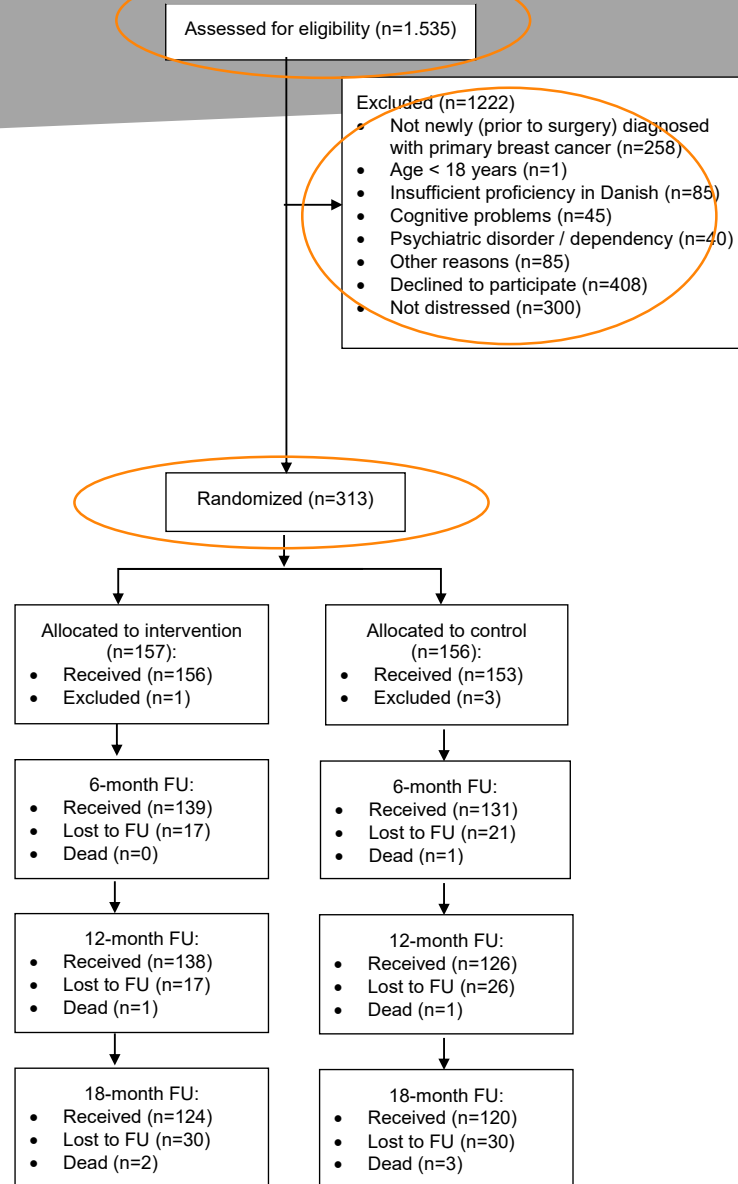 Assessed for eligibility (n=1.535)
Excluded (n=1222)
• Not newly (prior to surgery) diagnosed
with primary breast cancer (n=258)
• Age < 18 years (n=1)
• Insufficient proficiency in Danish (n=85)
• Cognitive problems (n=45)
• Psychiatric disorder / dependency (n=40)
• Other reasons (n=85)
• Declined to participate (n=408)
• Not distressed (n=300)
Randomized (n=313)
Allocated to intervention
(n=157):
• Received (n=156)
• Excluded (n=1)
Allocated to control
(n=156):
• Received (n=153)
• Excluded (n=3)
6-month FU:
• Received (n=139)
• Lost to FU (n=17)
• Dead (n=0)
6-month FU:
• Received (n=131)
• Lost to FU (n=21)
• Dead (n=1)
12-month FU:
• Received (n=138)
• Lost to FU (n=17)
• Dead (n=1)
12-month FU:
• Received (n=126)
• Lost to FU (n=26)
• Dead (n=1)
18-month FU:
• Received (n=124)
• Lost to FU (n=30)
• Dead (n=2)
18-month FU:
• Received (n=120)
• Lost to FU (n=30)
• Dead (n=3)